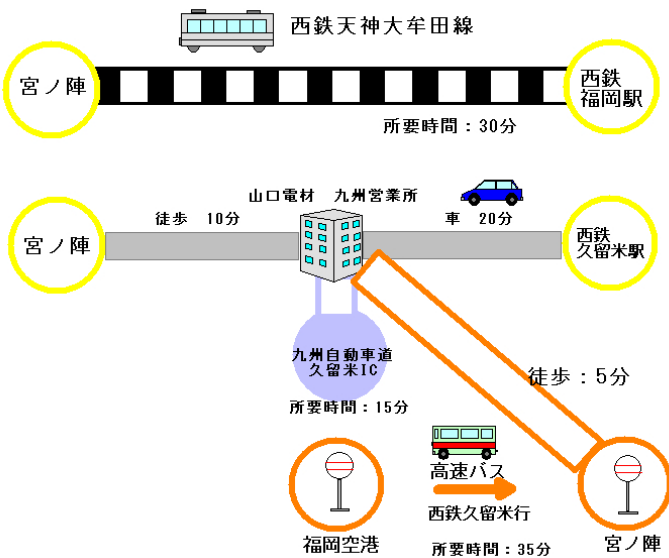 西鉄天神大牟田線
宮ノ陣
西鉄
福岡駅
所要時間：30分
山口電材　九州営業所
徒歩　10分
車　20分
宮ノ陣
西鉄
久留米駅
九州自動車道
久留米IC
所要時間：15分
徒歩：5分
高速バス
西鉄久留米行
福岡空港
所要時間：35分
宮ノ陣